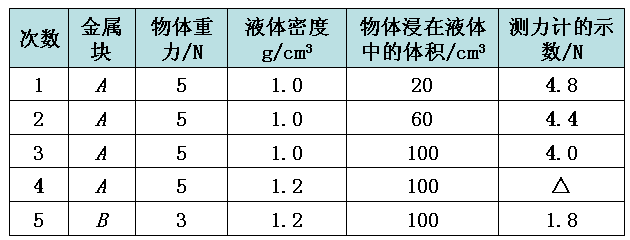 次数 金属块 物体重力/N 液体密度g/cm³ 物体浸在液体中的体积/cm³ 测力计的示数/N
1 A 5 1.0 20 4.8
2 A 5 1.0 60 4.4
3 A 5 1.0 100 4.0
4 A 5 1.2 100 △
5 B 3 1.2 100 1.8